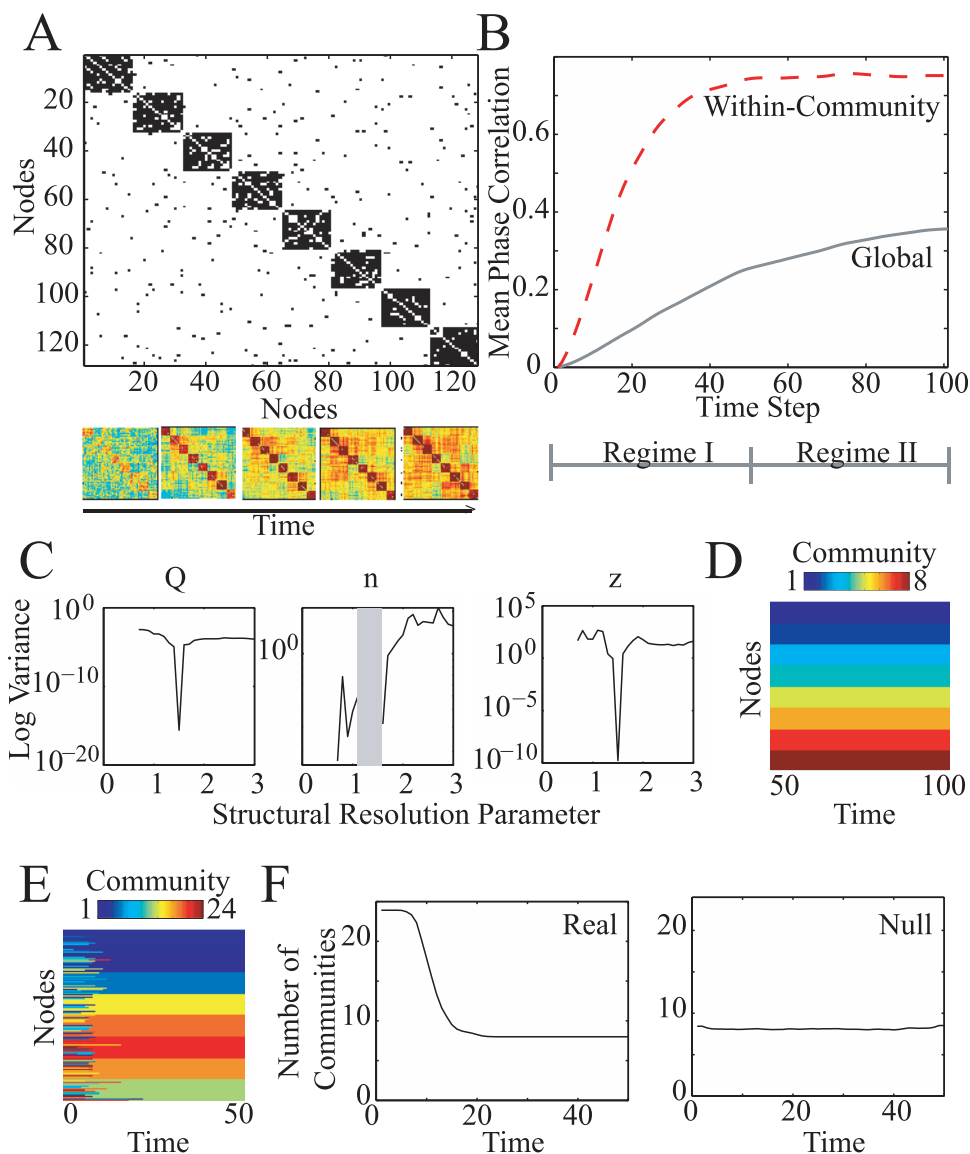 A
Nodes
20
40
60
80
100
120
20 40 60 80 100 120
Nodes
Time
B
Mean Phase Correlation
0.6
0.4
0.2
0
Within-Community
Global
0 20 40 60 80 100
Time Step
Regime I
Regime II
C
Q
n
z
Log Variance
10^0
10^-10
10^-20
0 1 2 3
10^0
0 1 2 3
10^5
10^0
10^-5
10^-10
0 1 2 3
Structural Resolution Parameter
D
Community
1 8
Nodes
50 100
Time
E
Community
1 24
Nodes
0 50
Time
F
Number of
Communities
Real
20
10
0
0 20 40
Time
Null
20
10
0
0 20 40
Time